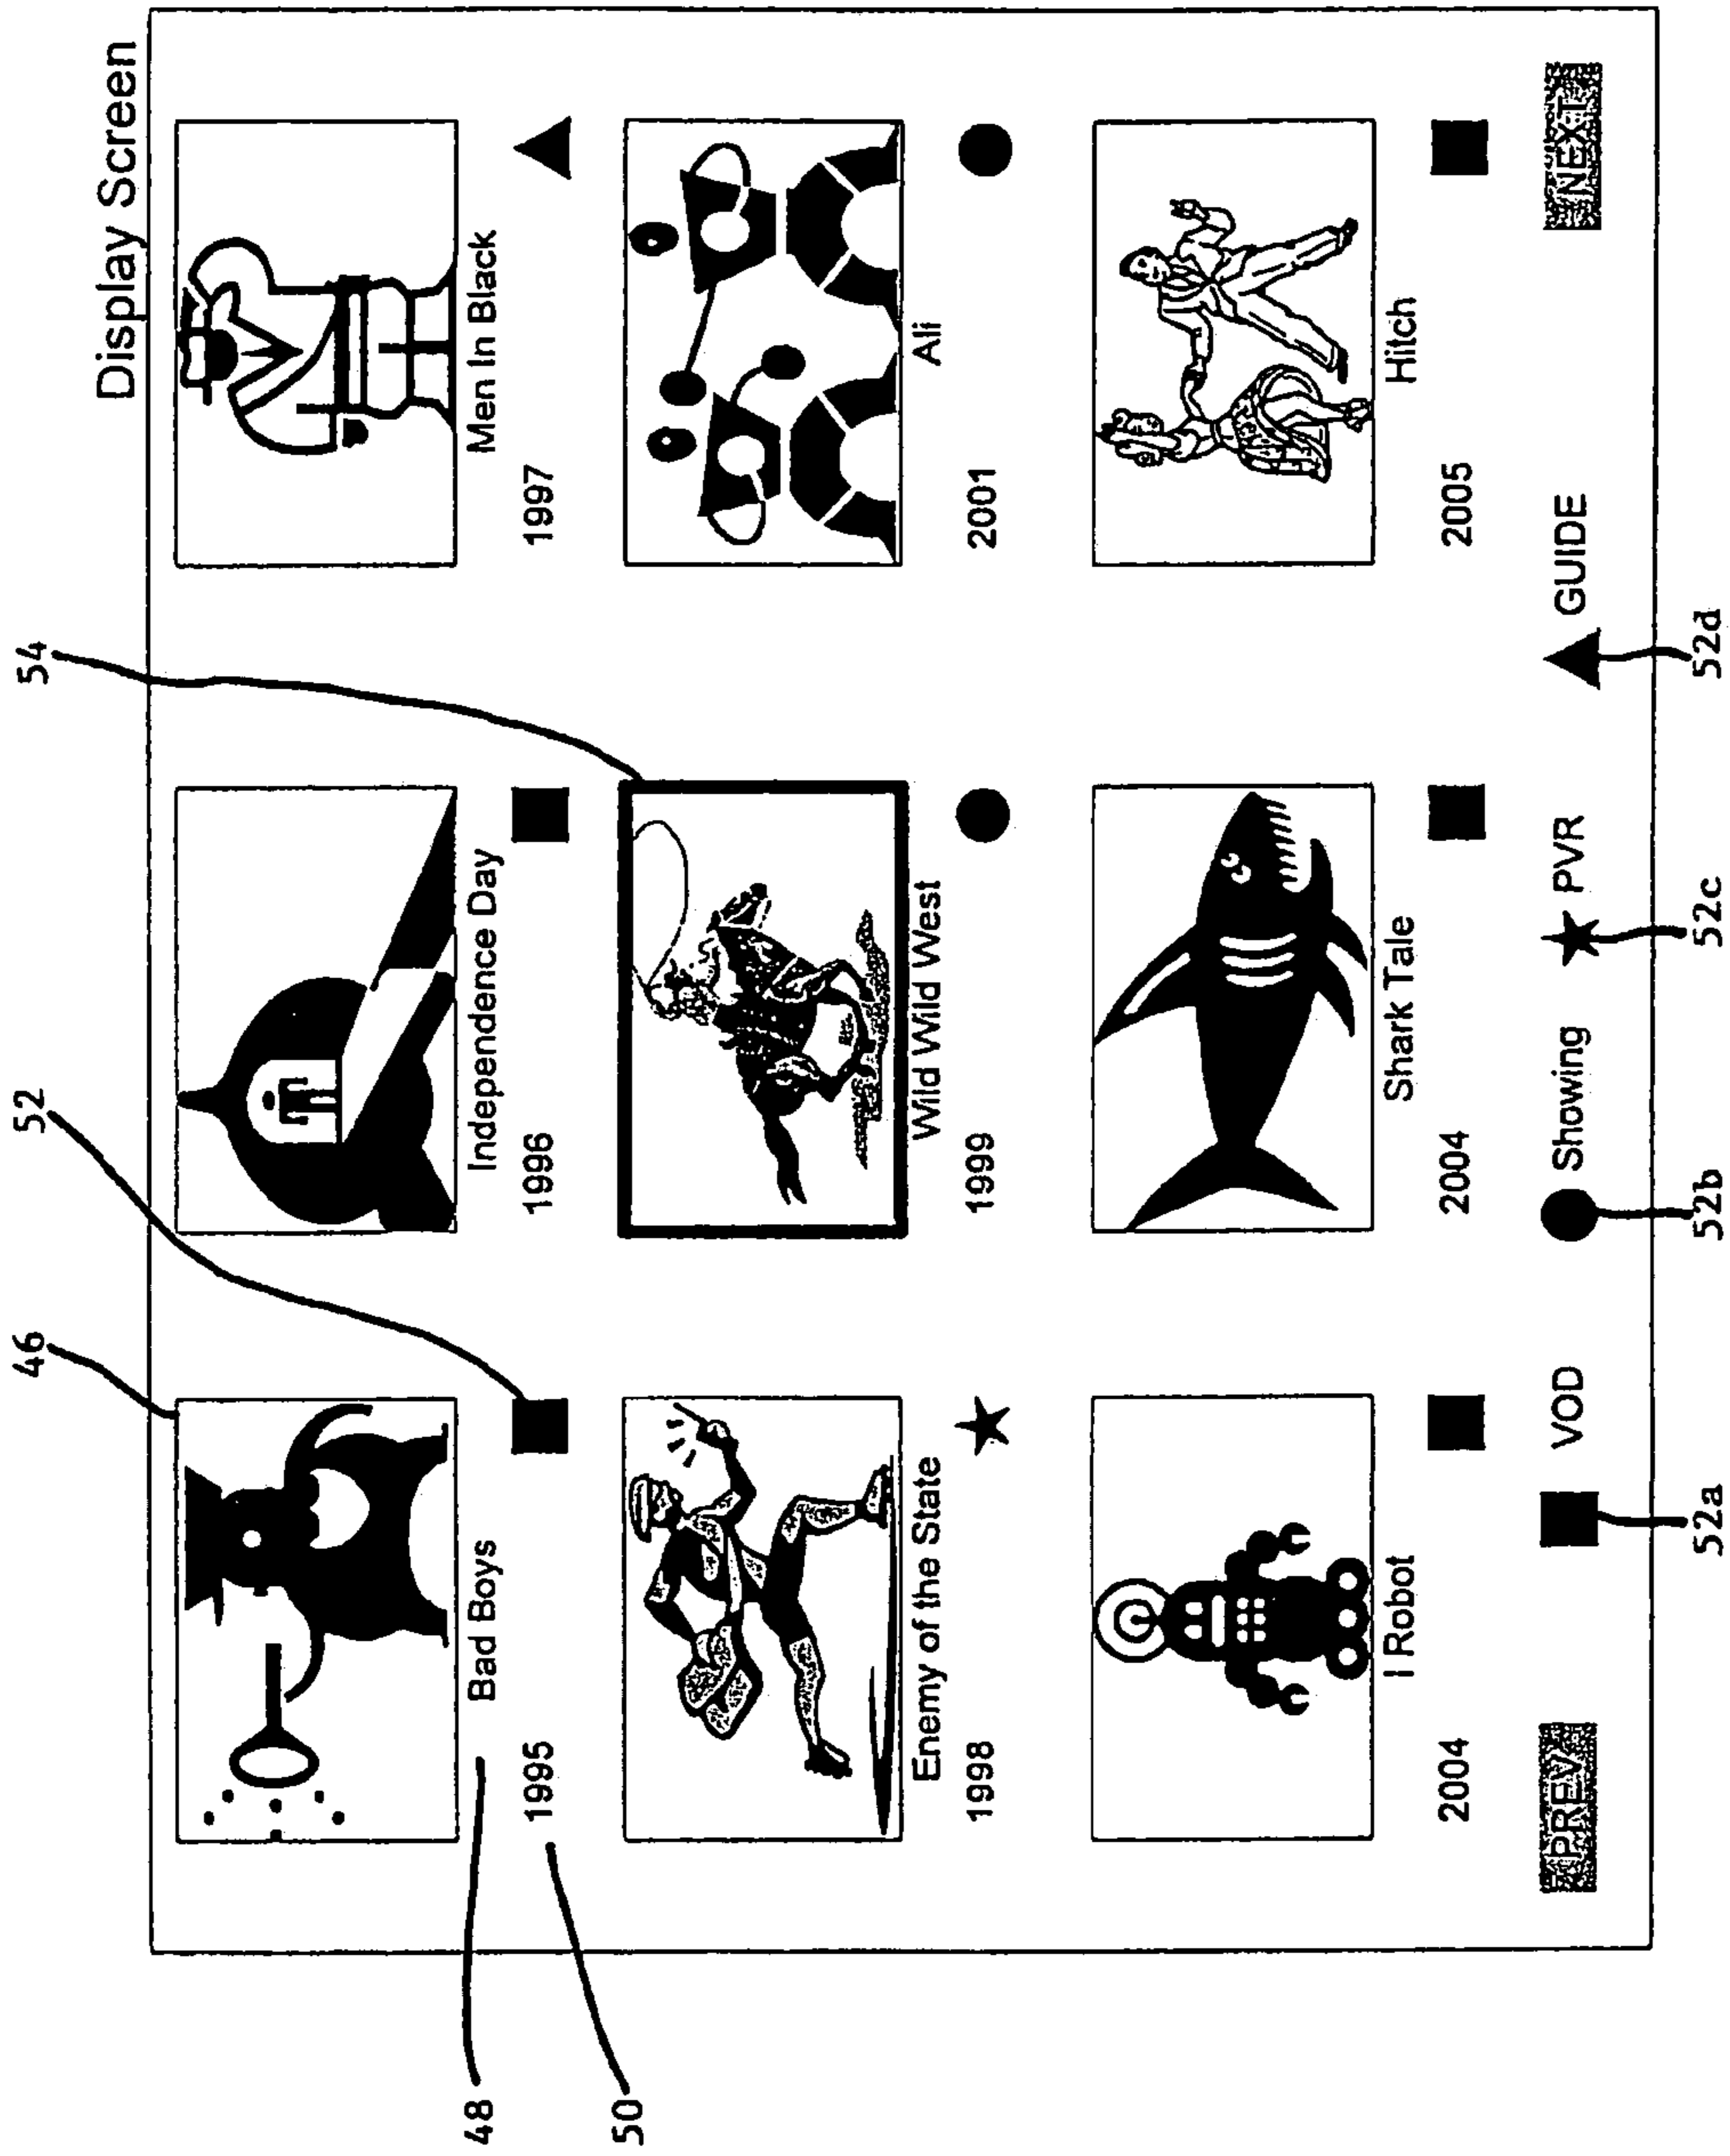 Display Screen
46
52
54
Bad Boys
Independence Day
Men In Black
48
1995
1996
1997
50
Enemy of the State
Wild Wild West
Ali
1998
1999
2001
I Robot
Shark Tale
Hitch
2004
2004
2005
PREV VOD Showing PVR GUIDE NEXT
52a 52b 52c 52d